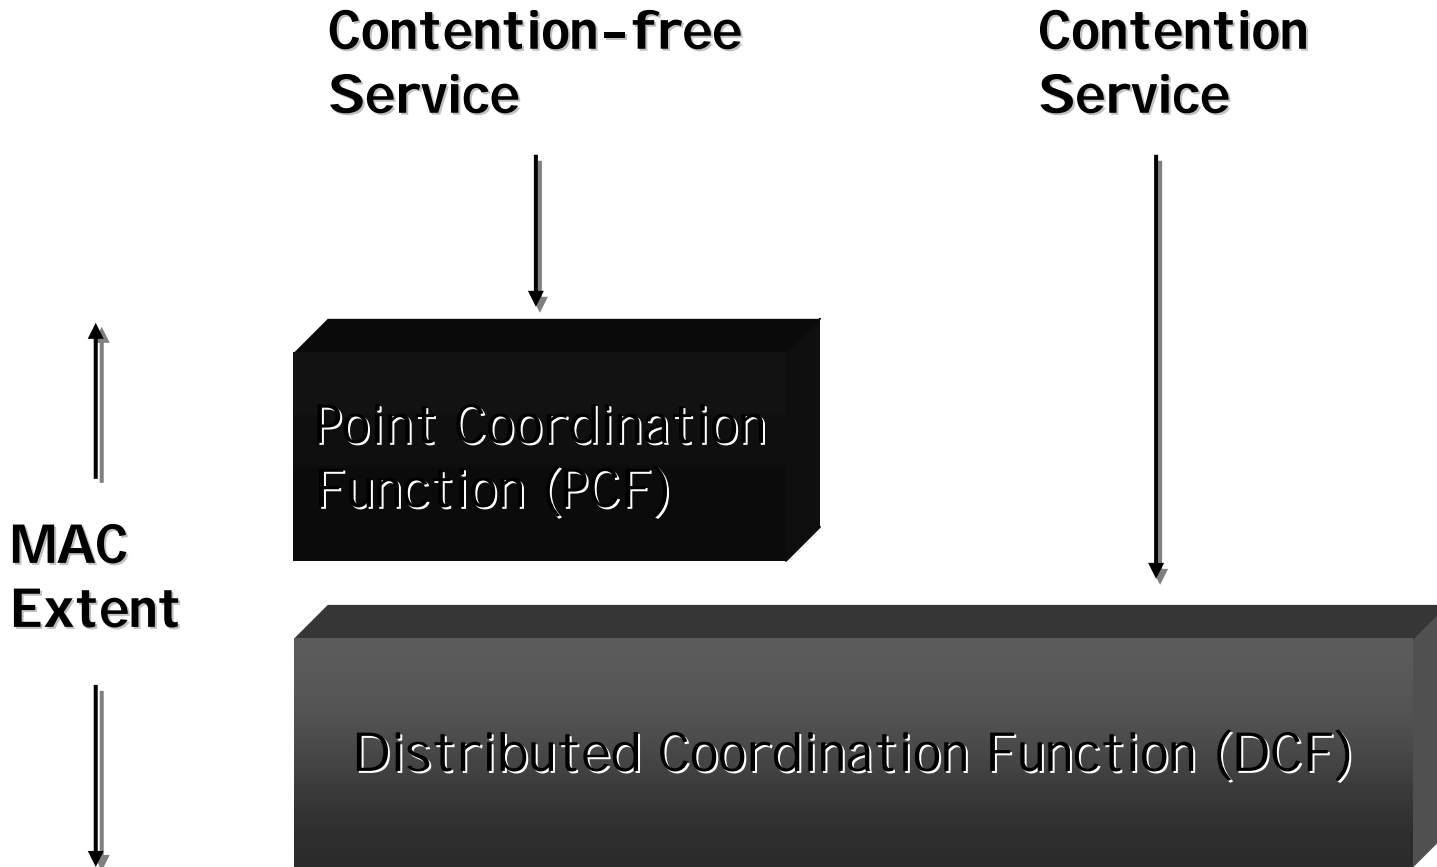 Contention-free
Service
Contention
Service
Point Coordination
Function (PCF)
MAC
Extent
Distributed Coordination Function (DCF)